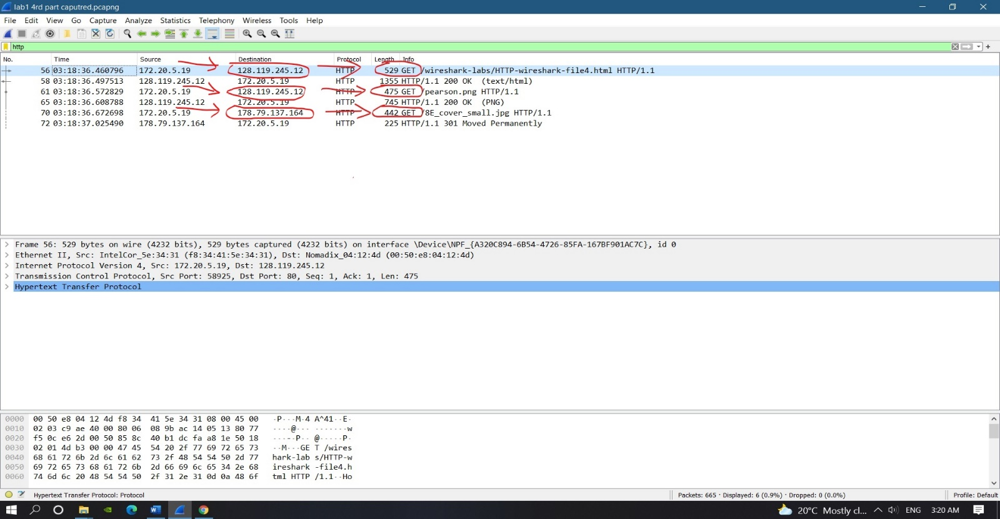 lab1 4rd part caputred.pcapng
File Edit View Go Capture Analyze Statistics Telephony Wireless Tools Help
http
No. Time Source Destination Protocol Length Info
56 03:18:36.460796 172.20.5.19 128.119.245.12 HTTP 529 GET /wireshark-labs/HTTP-wireshark-file4.html HTTP/1.1
58 03:18:36.497513 128.119.245.12 172.20.5.19 HTTP 1355 HTTP/1.1 200 OK (text/html)
61 03:18:36.572829 172.20.5.19 128.119.245.12 HTTP 475 GET /pearson.png HTTP/1.1
65 03:18:36.608788 128.119.245.12 172.20.5.19 HTTP 745 HTTP/1.1 200 OK (PNG)
70 03:18:36.672698 172.20.5.19 178.79.137.164 HTTP 442 GET /8E_cover_small.jpg HTTP/1.1
72 03:18:37.025490 178.79.137.164 172.20.5.19 HTTP 225 HTTP/1.1 301 Moved Permanently
Frame 56: 529 bytes on wire (4232 bits), 529 bytes captured (4232 bits) on interface \Device\NPF_{A320C894-6B54-4726-85FA-167BF901AC7C}, id 0
Ethernet II, Src: IntelCor_5e:34:31 (f8:34:41:5e:34:31), Dst: Nomadix_04:12:4d (00:50:e8:04:12:4d)
Internet Protocol Version 4, Src: 172.20.5.19, Dst: 128.119.245.12
Transmission Control Protocol, Src Port: 58925, Dst Port: 80, Seq: 1, Ack: 1, Len: 475
Hypertext Transfer Protocol
0000 00 50 e8 04 12 4d f8 34 41 5e 34 31 08 00 45 00 ·P···M·4 A^41··E·
0010 02 03 c9 ae 40 00 80 06 08 9b ac 14 05 13 80 77 ····@··· ·······w
0020 f5 0c e6 2d 00 50 85 8c 40 b1 dc fa a8 1e 50 18 ···-·P·· @·····P·
0030 02 01 4d b3 00 00 47 45 54 20 2f 77 69 72 65 73 ··M···GE T /wires
0040 68 61 72 6b 2d 6c 61 62 73 2f 48 54 54 50 2d 77 hark-lab s/HTTP-w
0050 69 72 65 73 68 61 72 6b 2d 66 69 6c 65 34 2e 68 ireshark -file4.h
0060 74 6d 6c 20 48 54 54 50 2f 31 2e 31 0d 0a 48 6f tml HTTP /1.1··Ho
Hypertext Transfer Protocol: Protocol Packets: 665 · Displayed: 6 (0.9%) · Dropped: 0 (0.0%) Profile: Default
20°C Mostly cl... ENG 3:20 AM